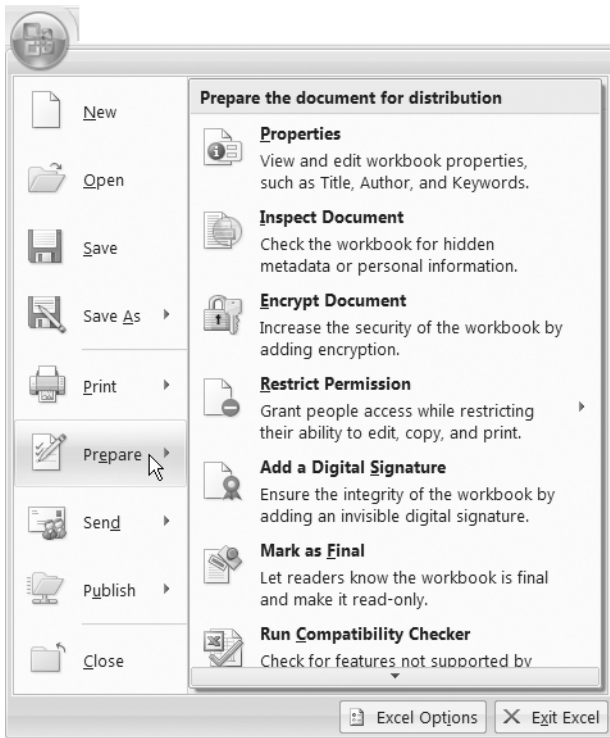 New
Open
Save
Save As
Print
Prepare
Send
Publish
Close
Prepare the document for distribution
Properties
View and edit workbook properties,
such as Title, Author, and Keywords.
Inspect Document
Check the workbook for hidden
metadata or personal information.
Encrypt Document
Increase the security of the workbook by
adding encryption.
Restrict Permission
Grant people access while restricting
their ability to edit, copy, and print.
Add a Digital Signature
Ensure the integrity of the workbook by
adding an invisible digital signature.
Mark as Final
Let readers know the workbook is final
and make it read-only.
Run Compatibility Checker
Check for features not supported by
Excel Options
Exit Excel